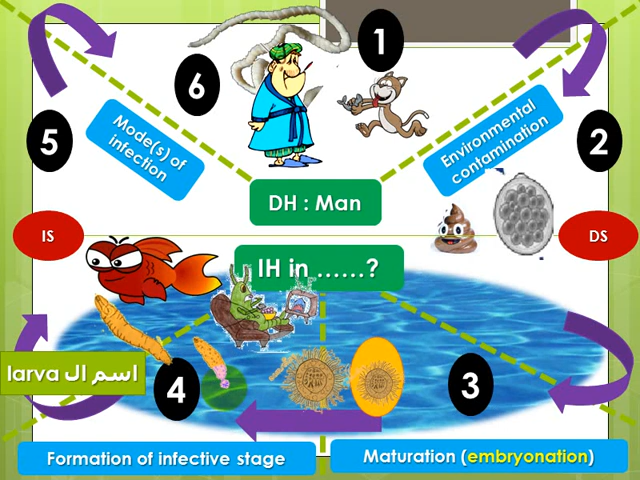 1
6
5
2
Mode(s) of
infection
Environmental
contamination
DH : Man
IS
DS
IH in ......?
اسم ال larva
4
3
Formation of infective stage
Maturation (embryonation)